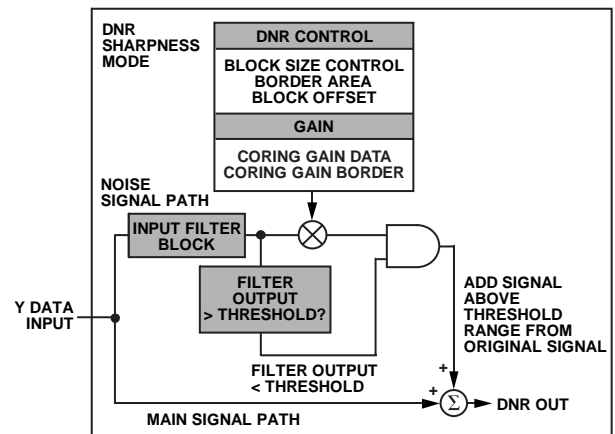 DNR
SHARPNESS
MODE
DNR CONTROL
BLOCK SIZE CONTROL
BORDER AREA
BLOCK OFFSET
GAIN
CORING GAIN DATA
CORING GAIN BORDER
NOISE
SIGNAL PATH
INPUT FILTER
BLOCK
FILTER
OUTPUT
> THRESHOLD?
Y DATA
INPUT
FILTER OUTPUT
< THRESHOLD
ADD SIGNAL
ABOVE
THRESHOLD
RANGE FROM
ORIGINAL SIGNAL
+
+
Σ
DNR OUT
MAIN SIGNAL PATH